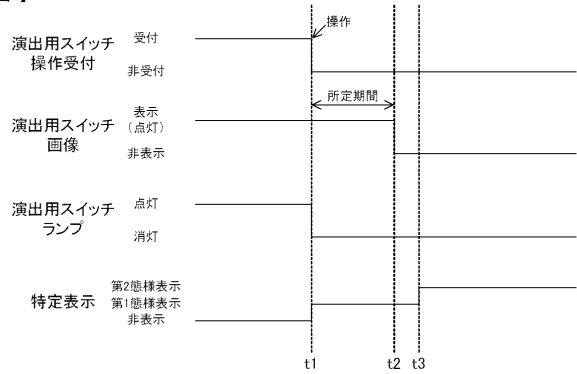 操作
演出用スイッチ
操作受付
受付
非受付
所定期間
演出用スイッチ
画像
表示
(点灯)
非表示
演出用スイッチ
ランプ
点灯
消灯
特定表示
第2態様表示
第1態様表示
非表示
t1 t2 t3